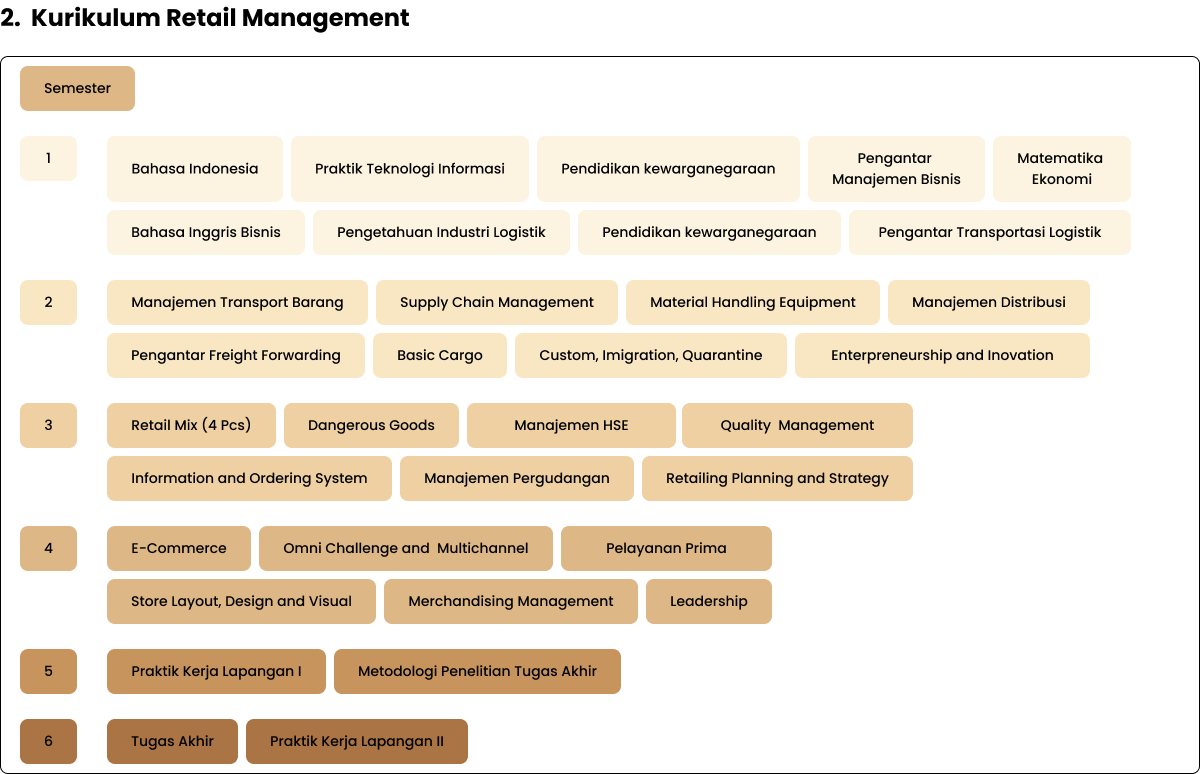 2. Kurikulum Retail Management
Semester
1
Bahasa Indonesia
Praktik Teknologi Informasi
Pendidikan kewarganegaraan
Pengantar
Manajemen Bisnis
Matematika
Ekonomi
Bahasa Inggris Bisnis
Pengetahuan Industri Logistik
Pendidikan kewarganegaraan
Pengantar Transportasi Logistik
2
Manajemen Transport Barang
Supply Chain Management
Material Handling Equipment
Manajemen Distribusi
Pengantar Freight Forwarding
Basic Cargo
Custom, Imigration, Quarantine
Enterpreneurship and Inovation
3
Retail Mix (4 Pcs)
Dangerous Goods
Manajemen HSE
Quality  Management
Information and Ordering System
Manajemen Pergudangan
Retailing Planning and Strategy
4
E-Commerce
Omni Challenge and  Multichannel
Pelayanan Prima
Store Layout, Design and Visual
Merchandising Management
Leadership
5
Praktik Kerja Lapangan I
Metodologi Penelitian Tugas Akhir
6
Tugas Akhir
Praktik Kerja Lapangan II